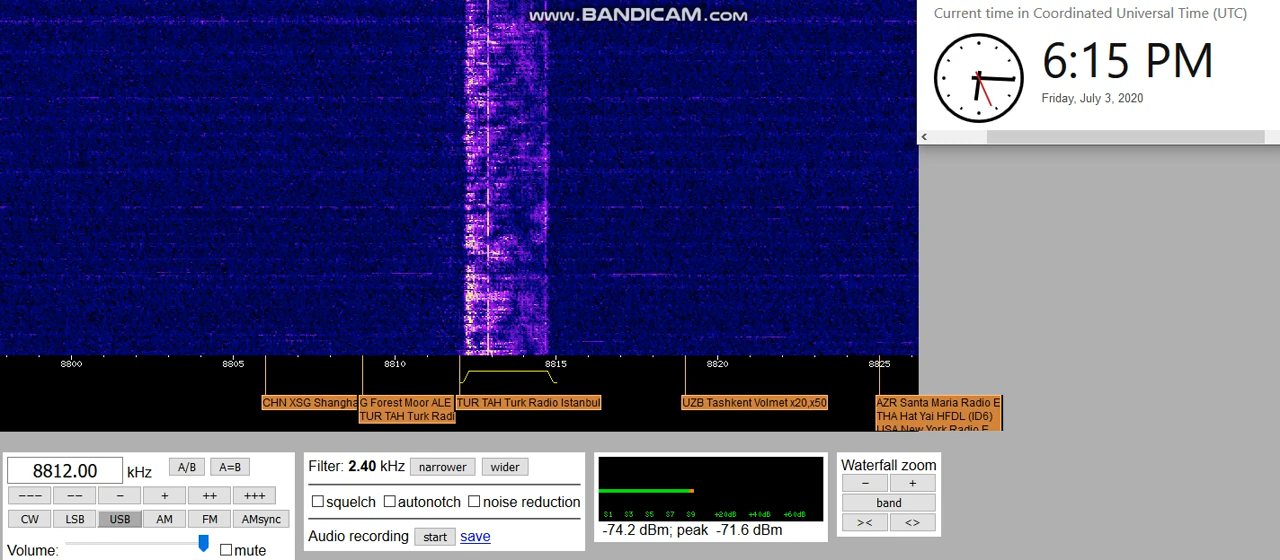 www.BANDICAM.com
Current time in Coordinated Universal Time (UTC)
6:15 PM
Friday, July 3, 2020
8800 8805 8810 8815 8820 8825
CHN XSG Shangha
G Forest Moor ALE
TUR TAH Turk Radi
TUR TAH Turk Radio Istanbul
UZB Tashkent Volmet x20,x50
AZR Santa Maria Radio E
THA Hat Yai HFDL (ID6)
USA New York Radio E
8812.00 kHz A/B A=B
--- -- - + ++ +++
CW LSB USB AM FM AMsync
Volume: mute
Filter: 2.40 kHz narrower wider
squelch autonotch noise reduction
Audio recording start save
S1 S3 S5 S7 S9 +20dB +40dB +60dB
-74.2 dBm; peak -71.6 dBm
Waterfall zoom
- +
band
>< <>